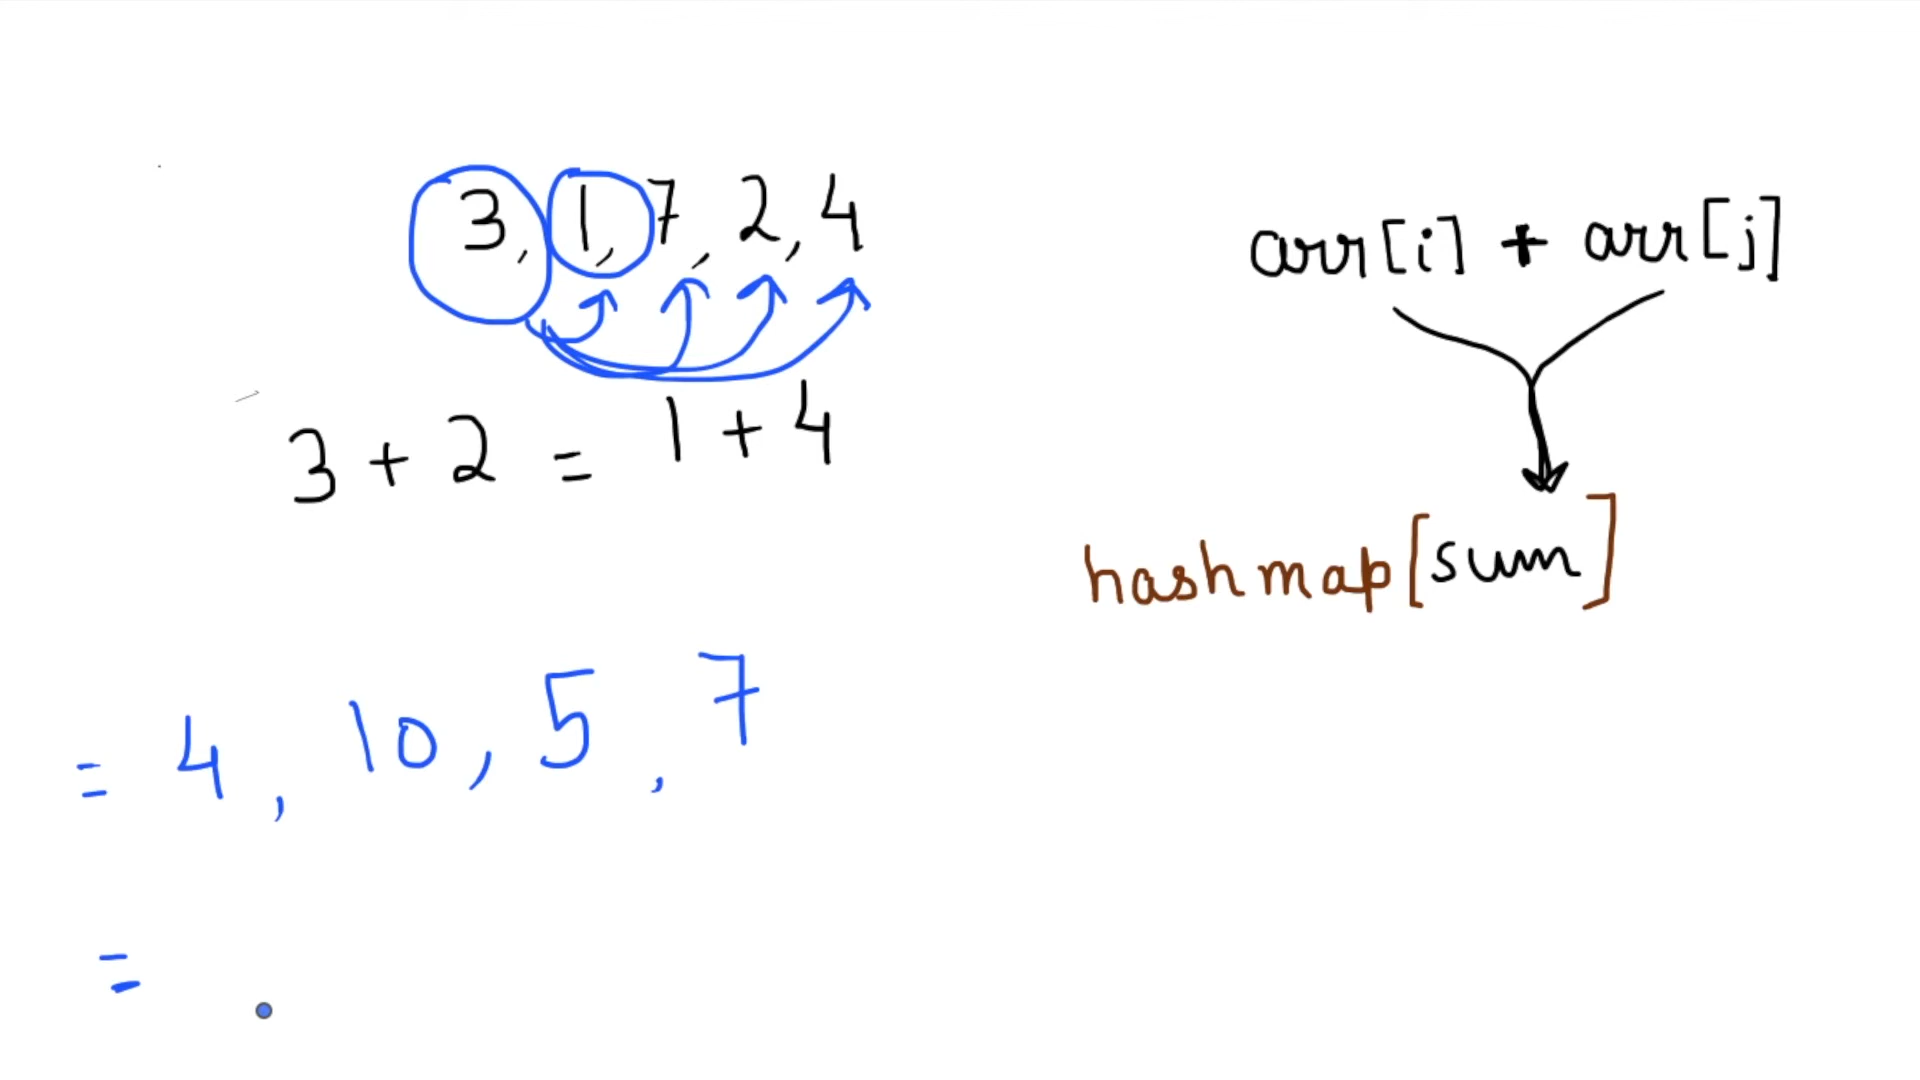 3, 1, 7, 2, 4
arr[i] + arr[j]
3 + 2 = 1 + 4
hashmap[sum]
= 4, 10, 5, 7
=